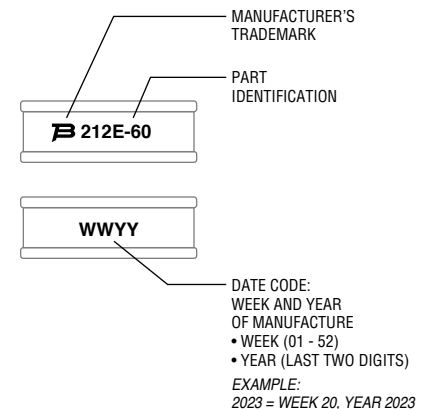 MANUFACTURER'S
TRADEMARK
PART
IDENTIFICATION
212E-60
WWYY
DATE CODE:
WEEK AND YEAR
OF MANUFACTURE
• WEEK (01 - 52)
• YEAR (LAST TWO DIGITS)
EXAMPLE:
2023 = WEEK 20, YEAR 2023